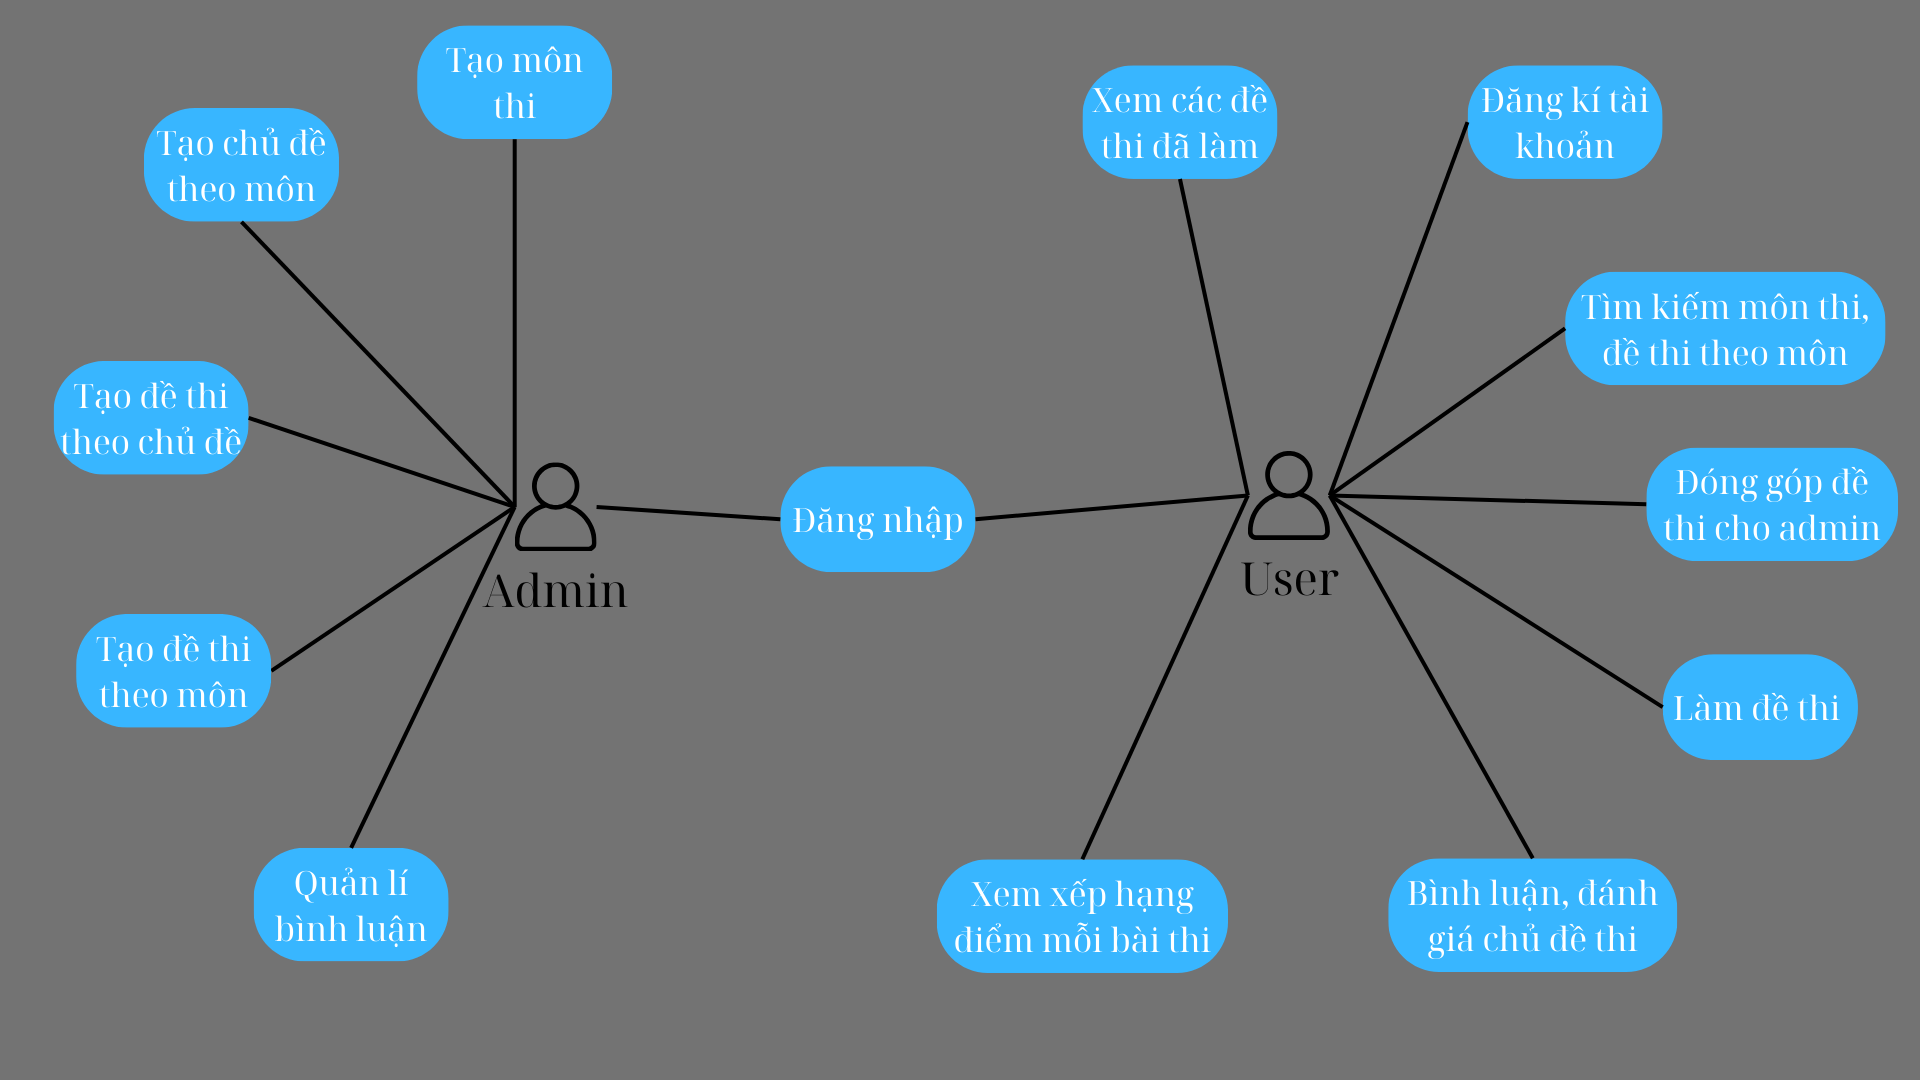 Tạo môn
thi
Tạo chủ đề
theo môn
Tạo đề thi
theo chủ đề
Tạo đề thi
theo môn
Quản lí
bình luận
Admin
Đăng nhập
User
Xem các đề
thi đã làm
Đăng kí tài
khoản
Tìm kiếm môn thi,
đề thi theo môn
Đóng góp đề
thi cho admin
Làm đề thi
Bình luận, đánh
giá chủ đề thi
Xem xếp hạng
điểm mỗi bài thi